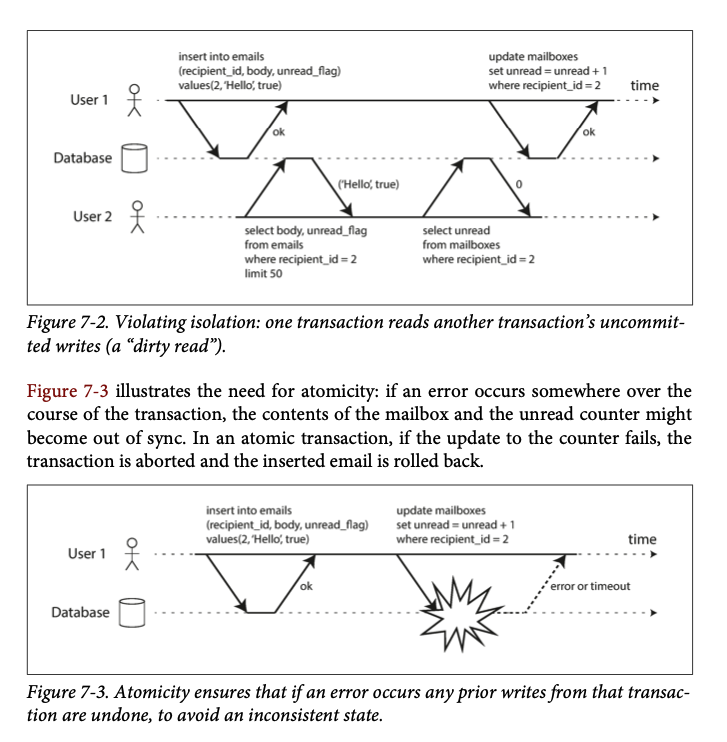 insert into emails
(recipient_id, body, unread_flag)
values(2, ‘Hello’, true)
update mailboxes
set unread = unread + 1
where recipient_id = 2
time
User 1
ok
ok
Database
(‘Hello’, true)
0
User 2
select body, unread_flag
from emails
where recipient_id = 2
limit 50
select unread
from mailboxes
where recipient_id = 2
Figure 7-2. Violating isolation: one transaction reads another transaction’s uncommit-
ted writes (a “dirty read”).
Figure 7-3 illustrates the need for atomicity: if an error occurs somewhere over the
course of the transaction, the contents of the mailbox and the unread counter might
become out of sync. In an atomic transaction, if the update to the counter fails, the
transaction is aborted and the inserted email is rolled back.
insert into emails
(recipient_id, body, unread_flag)
values(2, ‘Hello’, true)
update mailboxes
set unread = unread + 1
where recipient_id = 2
time
User 1
ok
error or timeout
Database
Figure 7-3. Atomicity ensures that if an error occurs any prior writes from that transac-
tion are undone, to avoid an inconsistent state.